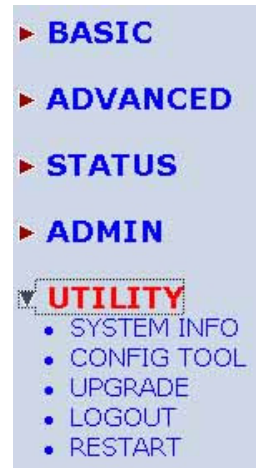 BASIC
ADVANCED
STATUS
ADMIN
UTILITY
SYSTEM INFO
CONFIG TOOL
UPGRADE
LOGOUT
RESTART